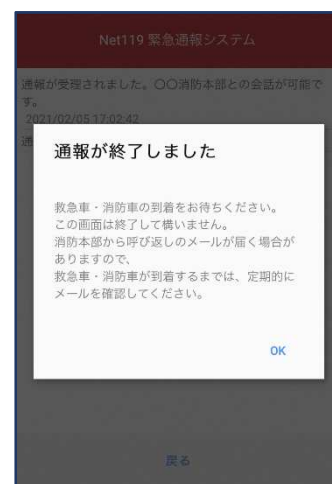 Net119 緊急通報システム
通報が受理されました。〇〇消防本部との会話が可能で
す。
2021/02/05 17:02:42
通
通報が終了しました
救急車・消防車の到着をお待ちください。
この画面は終了して構いません。
消防本部から呼び返しのメールが届く場合が
ありますので、
救急車・消防車が到着するまでは、定期的に
メールを確認してください。
OK
戻る